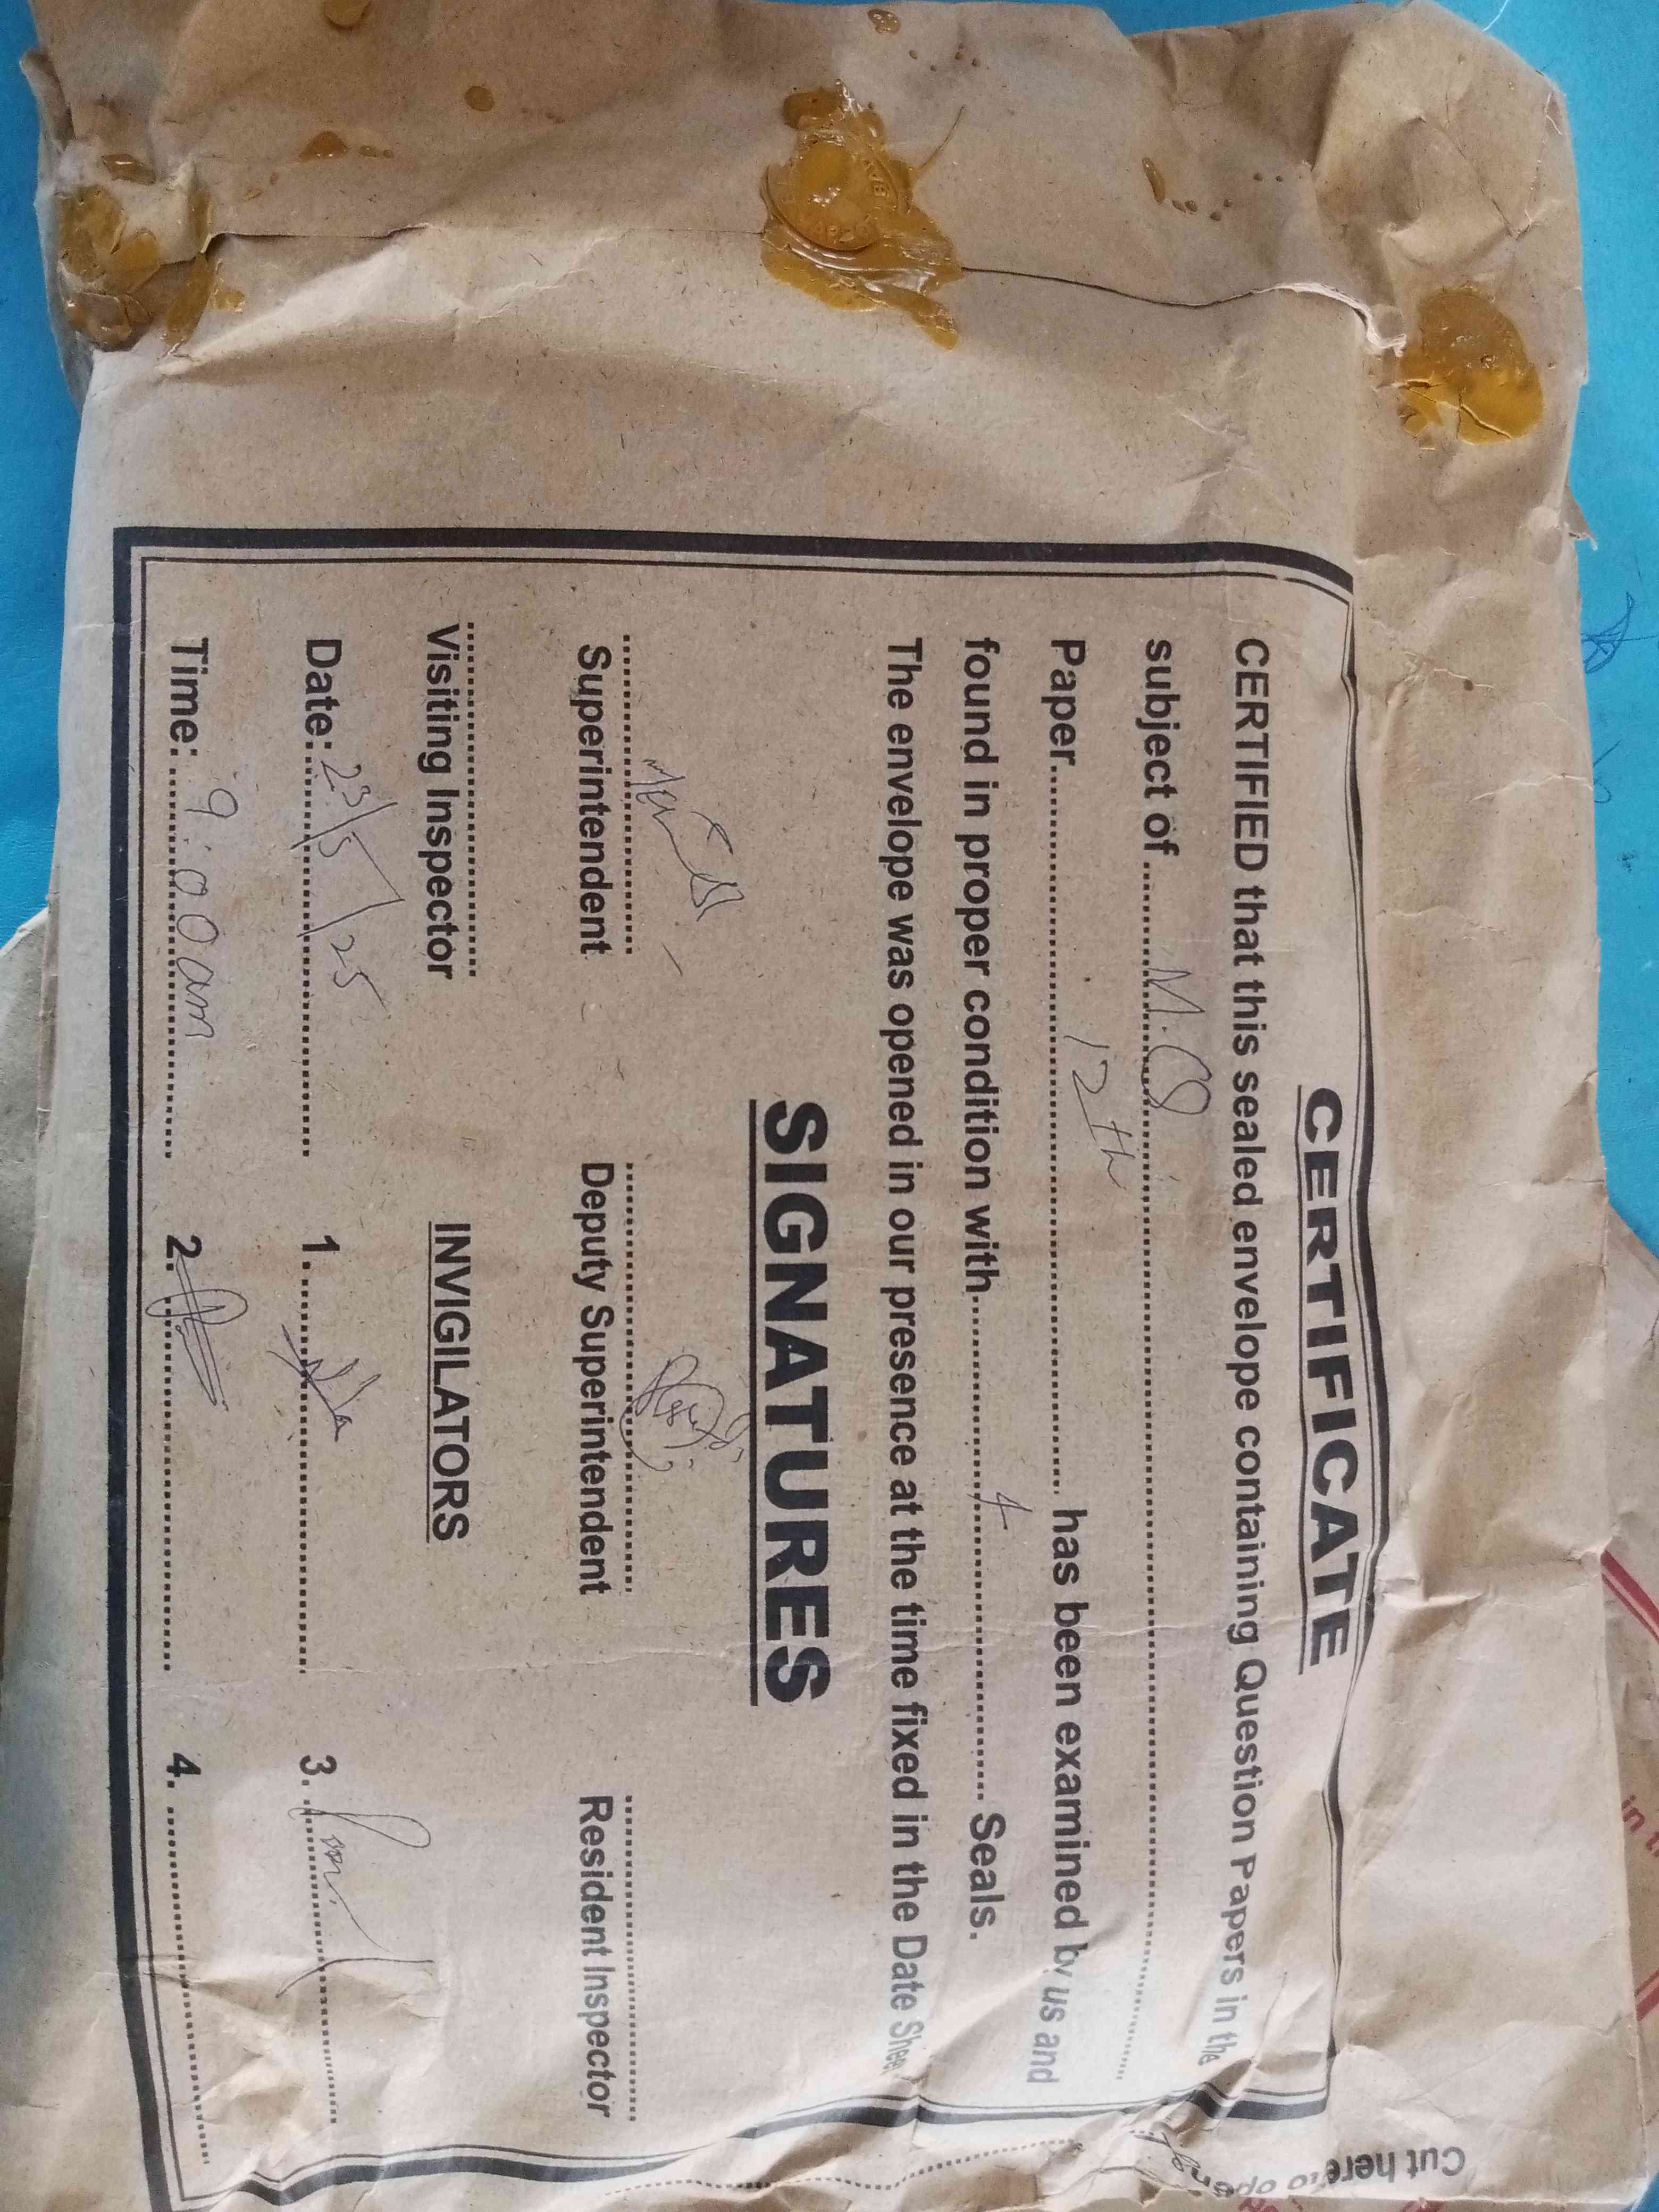 CERTIFICATE
CERTIFIED that this sealed envelope containing Question Papers in the
subject of ........................
Paper........ 12th ........ has been examined by us and
found in proper condition with........ 4 ........ Seals.
The envelope was opened in our presence at the time fixed in the Date Sheet
SIGNATURES
Superintendent Deputy Superintendent Resident Inspector
Visiting Inspector INVIGILATORS
Date: 23/5/25 1. 3.
Time: 9:00am 2. 4.
Cut here to open